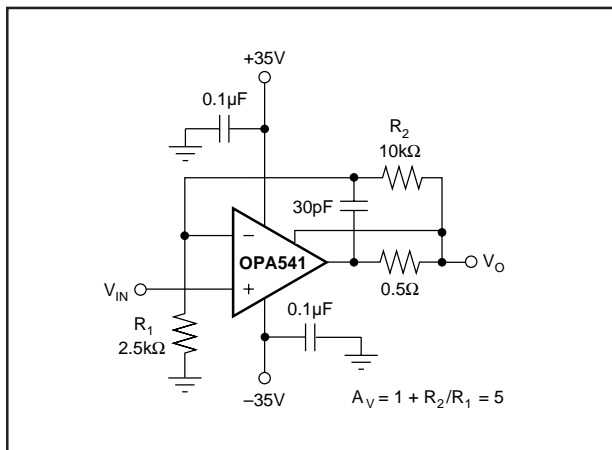 +35V
0.1µF
R2
10kΩ
30pF
–
OPA541
+
VIN
VO
0.5Ω
0.1µF
R1
2.5kΩ
–35V
AV = 1 + R2/R1 = 5